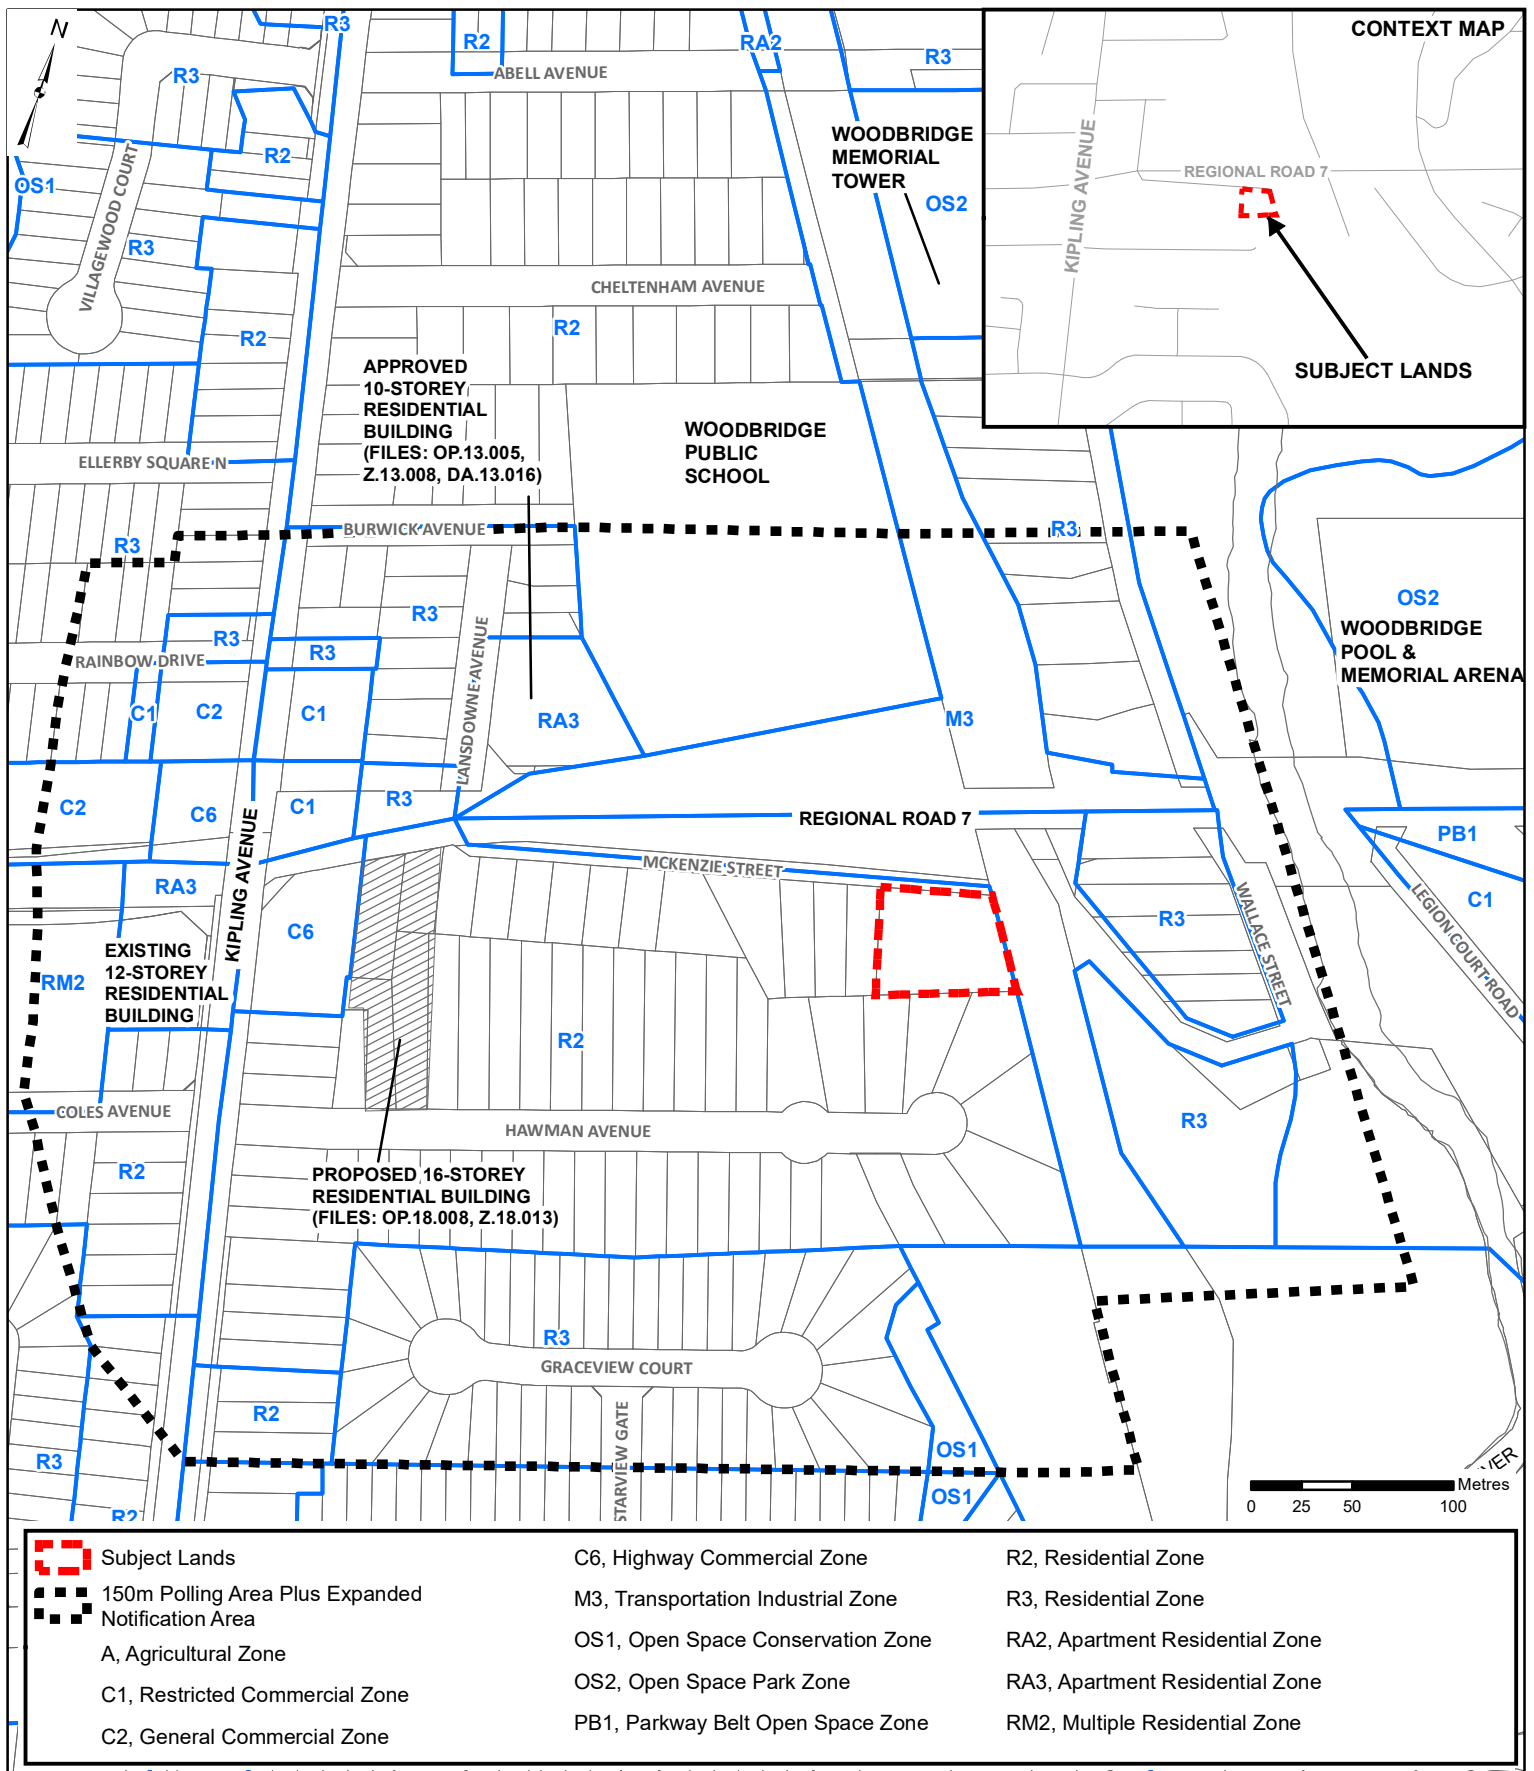 N
R3
R2
ABELL AVENUE
RA2
R3
CONTEXT MAP
R3
R2
OS1
VILLAGEWOOD COURT
WOODBRIDGE
MEMORIAL
TOWER
OS2
KIPLING AVENUE
REGIONAL ROAD 7
SUBJECT LANDS
R3
CHELTENHAM AVENUE
R2
R2
APPROVED
10-STOREY
RESIDENTIAL
BUILDING
(FILES: OP.13.005,
Z.13.008, DA.13.016)
WOODBRIDGE
PUBLIC
SCHOOL
ELLERBY SQUARE N
BURWICK AVENUE
R3
R3
OS2
WOODBRIDGE
POOL &
MEMORIAL ARENA
R3
R3
R3
RAINBOW DRIVE
LANSDOWNE AVENUE
C1
C2
C1
RA3
M3
C2
C6
C1
R3
REGIONAL ROAD 7
PB1
KIPLING AVENUE
MCKENZIE STREET
RA3
C6
R3
WALLACE STREET
LEGION COURT ROAD
C1
EXISTING
12-STOREY
RESIDENTIAL
BUILDING
RM2
R2
COLES AVENUE
HAWMAN AVENUE
R3
R2
PROPOSED 16-STOREY
RESIDENTIAL BUILDING
(FILES: OP.18.008, Z.18.013)
R3
GRACEVIEW COURT
R2
STARVIEW GATE
OS1
R3
OS1
R2
VER
Metres
0 25 50 100
Subject Lands
150m Polling Area Plus Expanded
Notification Area
A, Agricultural Zone
C1, Restricted Commercial Zone
C2, General Commercial Zone
C6, Highway Commercial Zone
M3, Transportation Industrial Zone
OS1, Open Space Conservation Zone
OS2, Open Space Park Zone
PB1, Parkway Belt Open Space Zone
R2, Residential Zone
R3, Residential Zone
RA2, Apartment Residential Zone
RA3, Apartment Residential Zone
RM2, Multiple Residential Zone